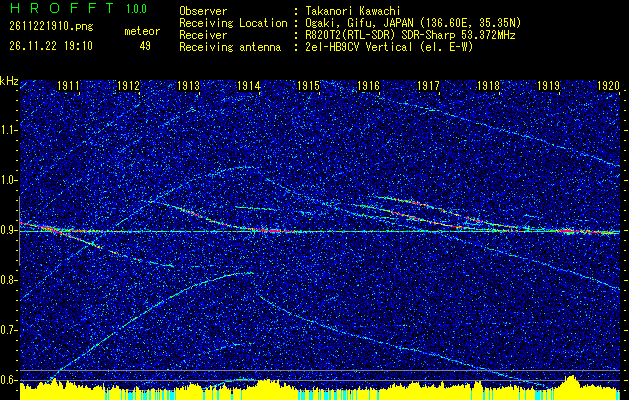 H R O F F T 1.0.0
2611221910.png
26.11.22 19:10
meteor
49
Observer : Takanori Kawachi
Receiving Location : Ogaki, Gifu, JAPAN (136.60E, 35.35N)
Receiver : R820T2(RTL-SDR) SDR-Sharp 53.372MHz
Receiving antenna : 2el-HB9CV Vertical (el. E-W)
kHz
1911 1912 1913 1914 1915 1916 1917 1918 1919 1920
1.1
1.0
0.9
0.8
0.7
0.6